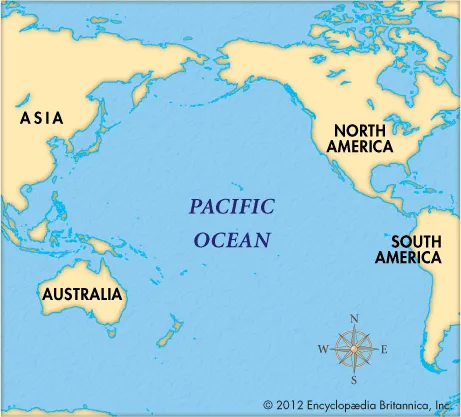 ASIA
NORTH
AMERICA
PACIFIC
OCEAN
SOUTH
AMERICA
AUSTRALIA
N
W E
S
© 2012 Encyclopædia Britannica, Inc.